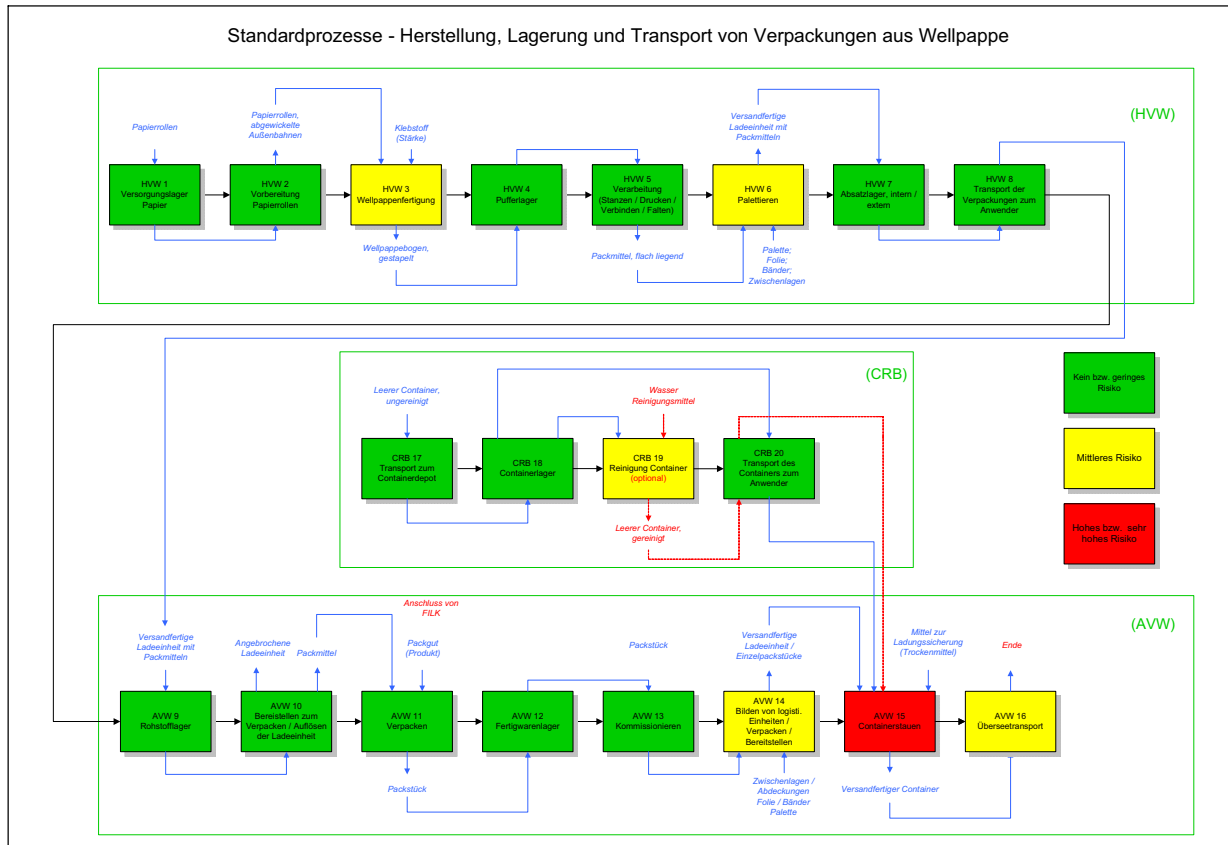 Standardprozesse - Herstellung, Lagerung und Transport von Verpackungen aus Wellpappe
(HVW)
Papierrollen
Papierrollen,
abgewickelte
Außenbahnen
Klebstoff
(Stärke)
Versandfertige
Ladeeinheit mit
Packmitteln
HVW 1
Versorgungslager
Papier
HVW 2
Vorbereitung
Papierrollen
HVW 3
Wellpappenfertigung
HVW 4
Pufferlager
HVW 5
Verarbeitung
(Stanzen / Drucken /
Verbinden / Falten)
HVW 6
Palettieren
HVW 7
Absatzlager, intern /
extern
HVW 8
Transport der
Verpackungen zum
Anwender
Wellpappebogen,
gestapelt
Packmittel, flach liegend
Palette;
Folie;
Bänder;
Zwischenlagen
(CRB)
Leerer Container,
ungereinigt
Wasser
Reinigungsmittel
CRB 17
Transport zum
Containerdepot
CRB 18
Containerlager
CRB 19
Reinigung Container
(optional)
CRB 20
Transport des
Containers zum
Anwender
Leerer Container,
gereinigt
Kein bzw. geringes
Risiko
Mittleres Risiko
Hohes bzw. sehr
hohes Risiko
(AVW)
Versandfertige
Ladeeinheit mit
Packmitteln
Angebrochene
Ladeeinheit
Packmittel
Anschluss von
FILK
Packgut
(Produkt)
Packstück
Versandfertige
Ladeeinheit /
Einzelpackstücke
Mittel zur
Ladungssicherung
(Trockenmittel)
Ende
AVW 9
Rohstofflager
AVW 10
Bereistellen zum
Verpacken / Auflösen
der Ladeeinheit
AVW 11
Verpacken
AVW 12
Fertigwarenlager
AVW 13
Kommissionieren
AVW 14
Bilden von logisti.
Einheiten /
Verpacken /
Bereitstellen
AVW 15
Containerstauen
AVW 16
Überseetransport
Packstück
Zwischenlagen /
Abdeckungen
Folie / Bänder
Palette
Versandfertiger Container